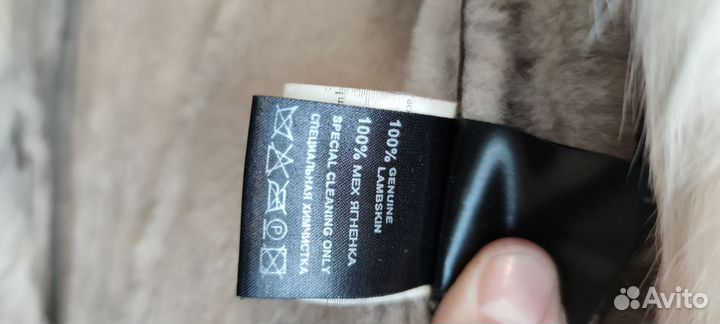 100% GENUINE
LAMBSKIN
100% МЕХ ЯГНЕНКА
SPECIAL CLEANING ONLY
СПЕЦИАЛЬНАЯ ХИМЧИСТКА
P
Avito